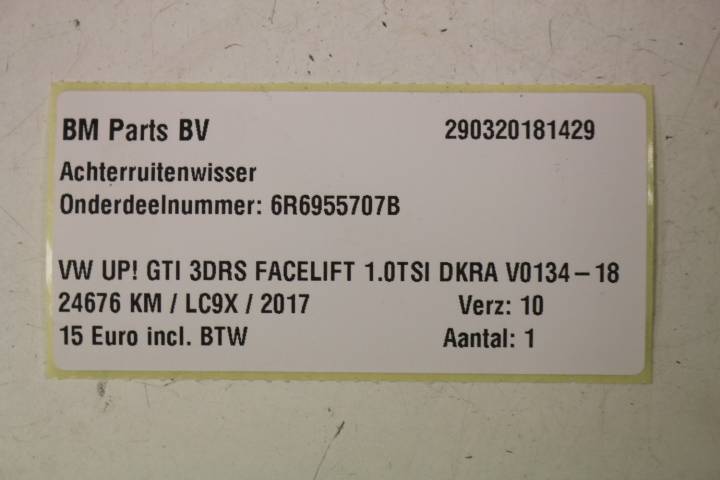 BM Parts BV 290320181429
Achterruitenwisser
Onderdeelnummer: 6R6955707B
VW UP! GTI 3DRS FACELIFT 1.0TSI DKRA V0134-18
24676 KM / LC9X / 2017 Verz: 10
15 Euro incl. BTW Aantal: 1